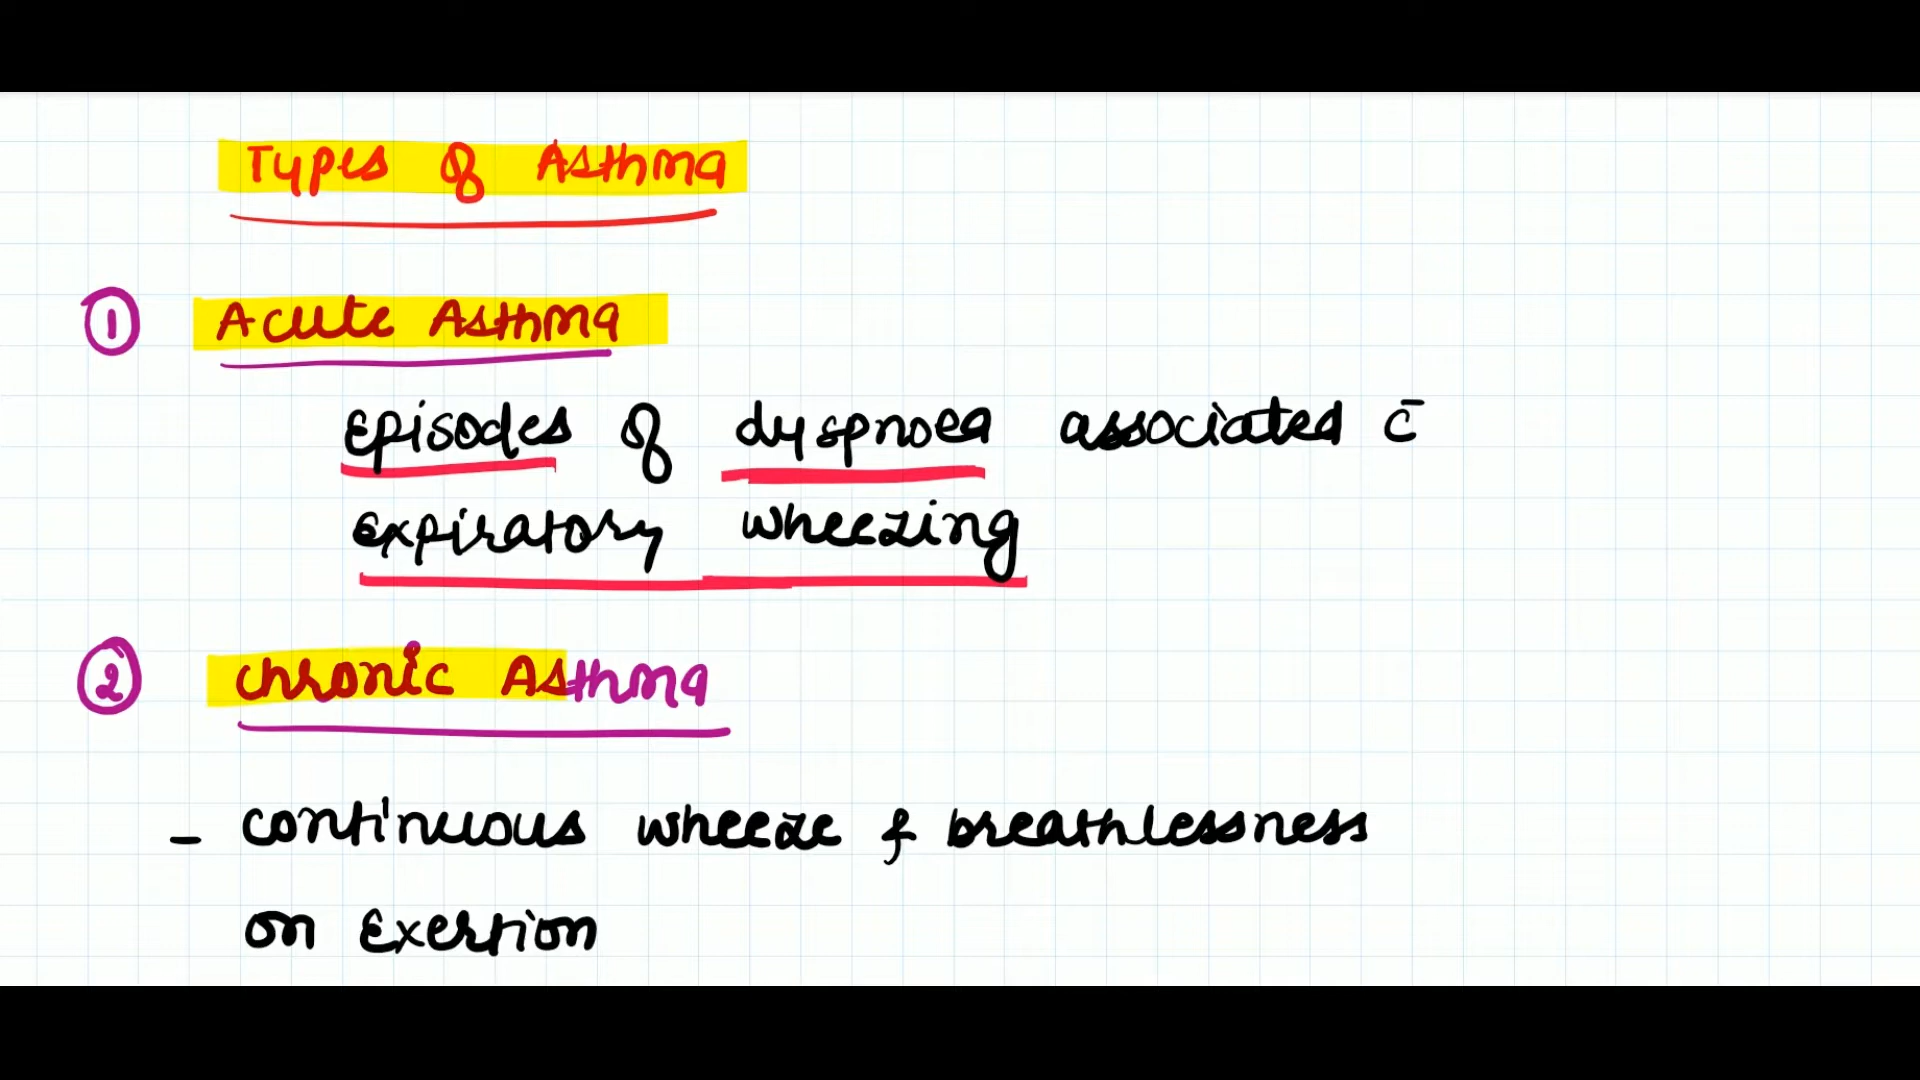 Types of Asthma
1 Acute Asthma
Episodes of dyspnoea associated c̄
Expiratory wheezing
2 Chronic Asthma
- continuous wheeze & breathlessness
on Exertion